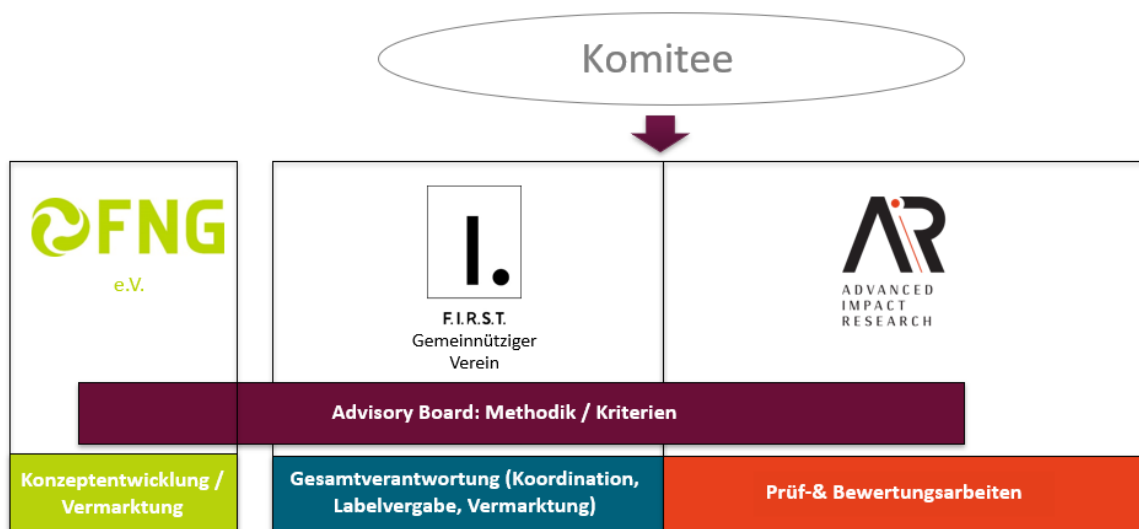 Komitee
FNG
e.V.
I.
F.I.R.S.T.
Gemeinnütziger
Verein
AiR
ADVANCED
IMPACT
RESEARCH
Advisory Board: Methodik / Kriterien
Konzeptentwicklung /
Vermarktung
Gesamtverantwortung (Koordination,
Labelvergabe, Vermarktung)
Prüf-& Bewertungsarbeiten